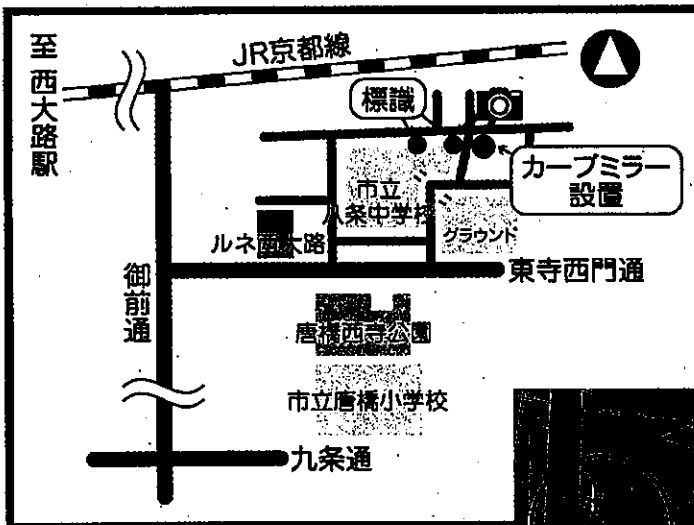 至 西大路駅
JR京都線
標識
カーブミラー
設置
市立
八条中学校
グラウンド
ルネ西大路
東寺西門通
御前通
唐橋西寺公園
市立唐橋小学校
九条通